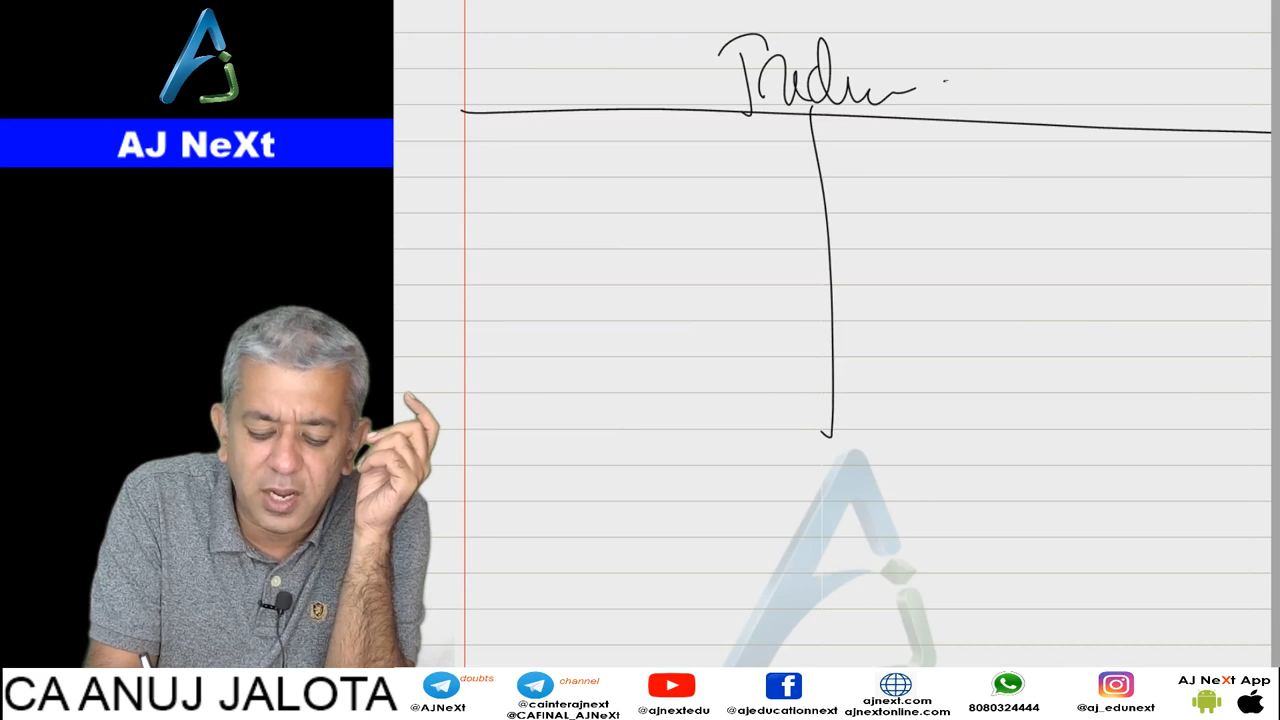 AJ NeXt
CA ANUJ JALOTA
doubts
@AJNeXt
channel
@cainterajnext
@CAFINAL_AJNeXt
@ajnextedu
@ajeducationnext
ajnext.com
ajnextonline.com
8080324444
@aj_edunext
AJ NeXt App